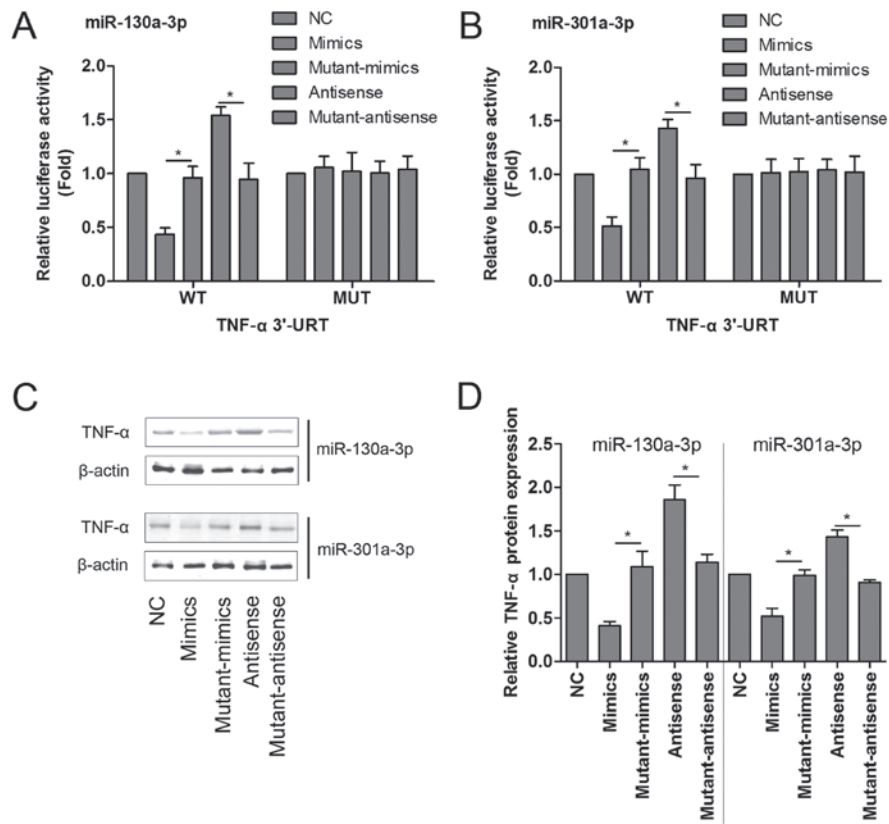 A
miR-130a-3p
NC
Mimics
Mutant-mimics
Antisense
Mutant-antisense
Relative luciferase activity
(Fold)
2.0
1.5
1.0
0.5
0.0
*
*
WT
MUT
TNF-α 3'-URT
B
miR-301a-3p
NC
Mimics
Mutant-mimics
Antisense
Mutant-antisense
Relative luciferase activity
(Fold)
2.0
1.5
1.0
0.5
0.0
*
*
WT
MUT
TNF-α 3'-URT
C
TNF-α
β-actin
miR-130a-3p
TNF-α
β-actin
miR-301a-3p
NC
Mimics
Mutant-mimics
Antisense
Mutant-antisense
D
miR-130a-3p
miR-301a-3p
Relative TNF-α protein expression
2.5
2.0
1.5
1.0
0.5
0.0
*
*
*
*
NC
Mimics
Mutant-mimics
Antisense
Mutant-antisense
NC
Mimics
Mutant-mimics
Antisense
Mutant-antisense